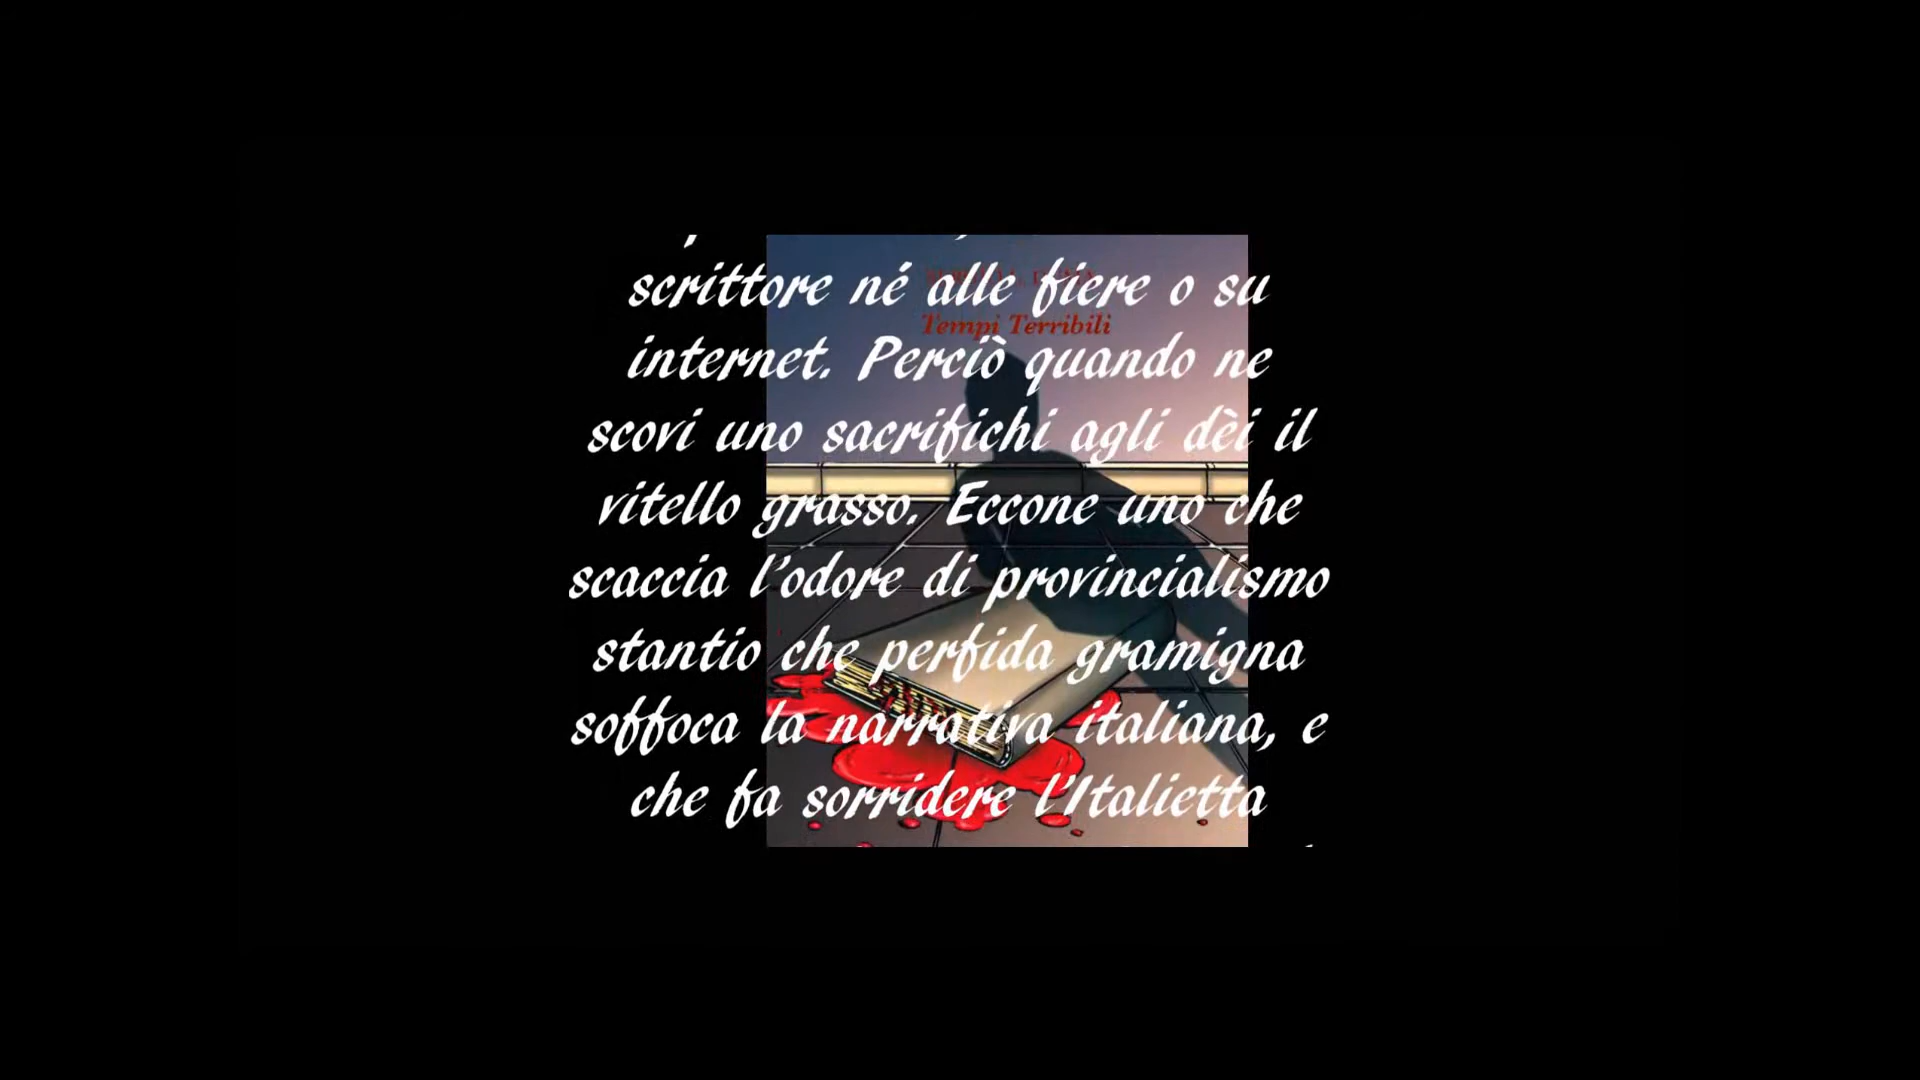 scrittore né alle fiere o su
Tempi Terribili
internet. Perciò quando ne
scovi uno sacrifichi agli dèi il
vitello grasso. Eccone uno che
scaccia l'odore di provincialismo
stantio che perfida gramigna
soffoca la narrativa italiana, e
che fa sorridere l'Italietta